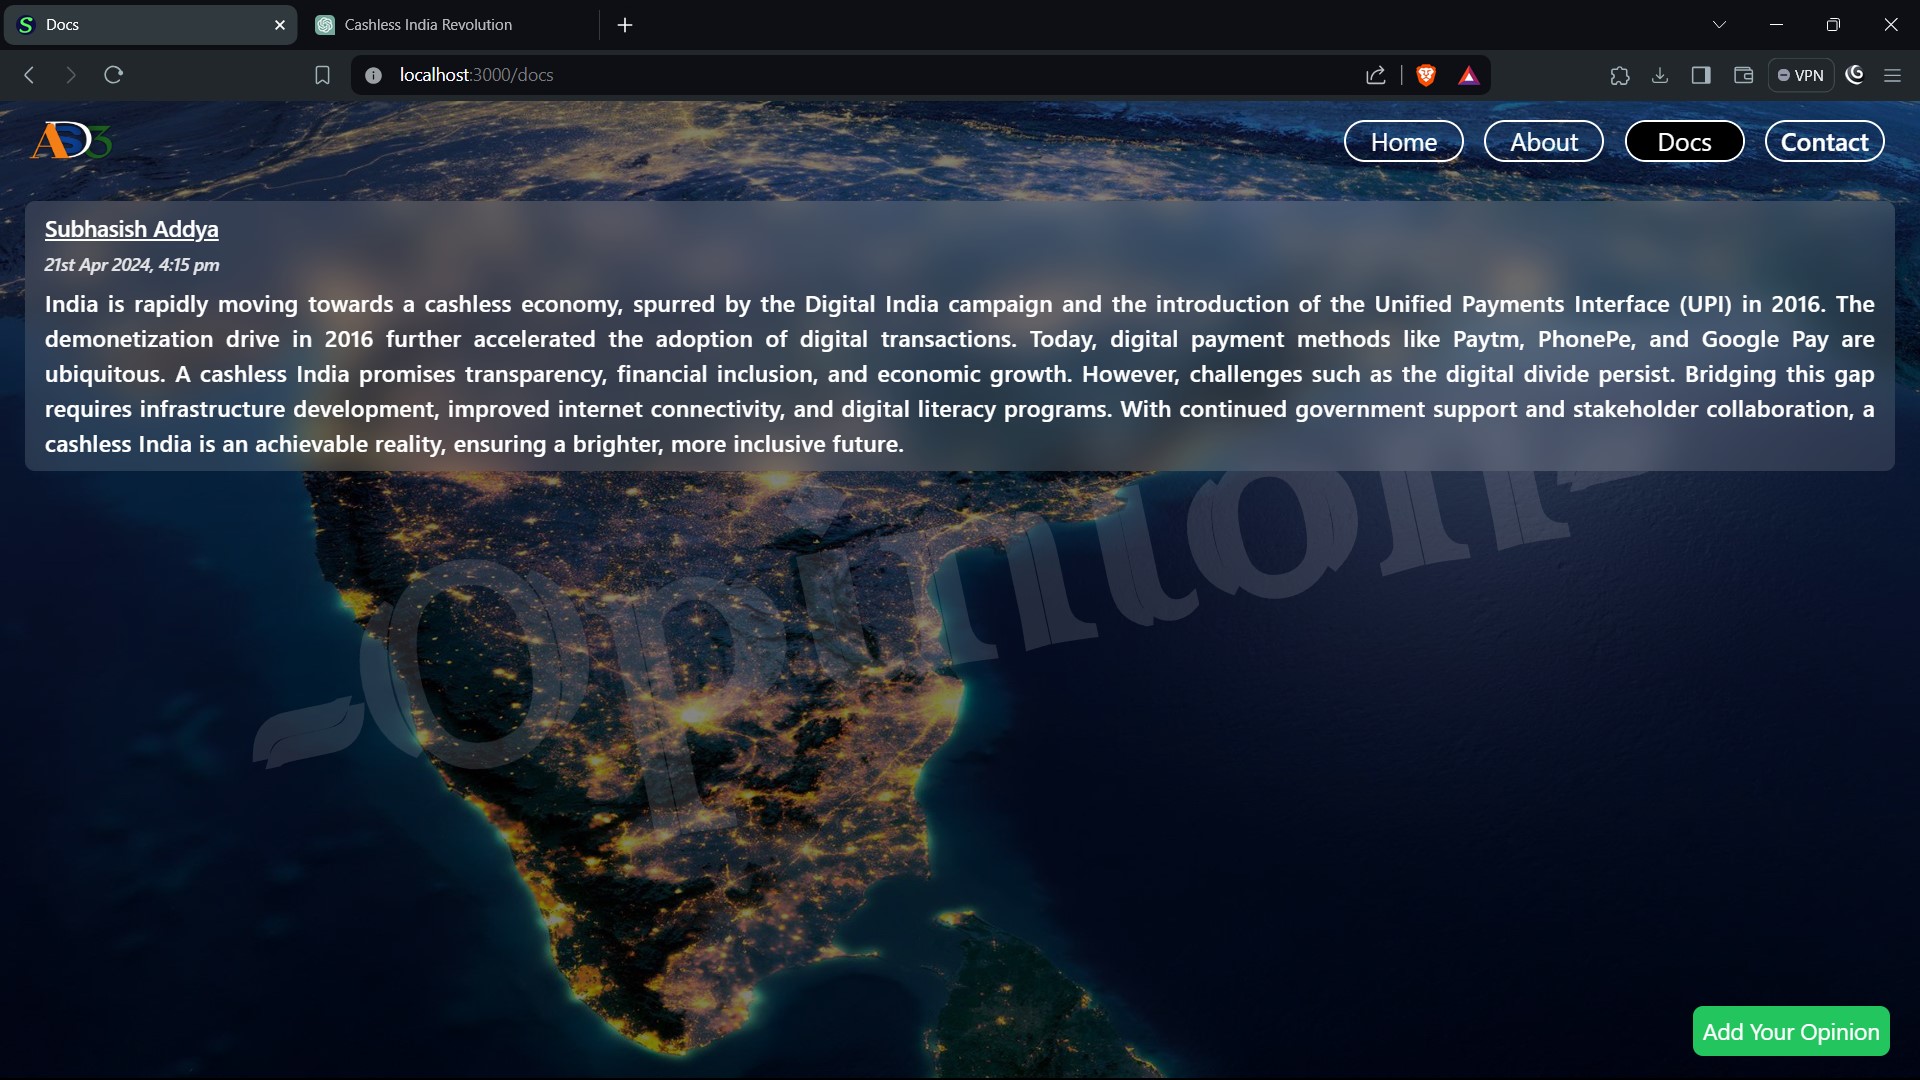 Docs
Cashless India Revolution
localhost:3000/docs
VPN
ASD3
Home
About
Docs
Contact
Subhasish Addya
21st Apr 2024, 4:15 pm
India is rapidly moving towards a cashless economy, spurred by the Digital India campaign and the introduction of the Unified Payments Interface (UPI) in 2016. The
demonetization drive in 2016 further accelerated the adoption of digital transactions. Today, digital payment methods like Paytm, PhonePe, and Google Pay are
ubiquitous. A cashless India promises transparency, financial inclusion, and economic growth. However, challenges such as the digital divide persist. Bridging this gap
requires infrastructure development, improved internet connectivity, and digital literacy programs. With continued government support and stakeholder collaboration, a
cashless India is an achievable reality, ensuring a brighter, more inclusive future.
-Opinion-
Add Your Opinion